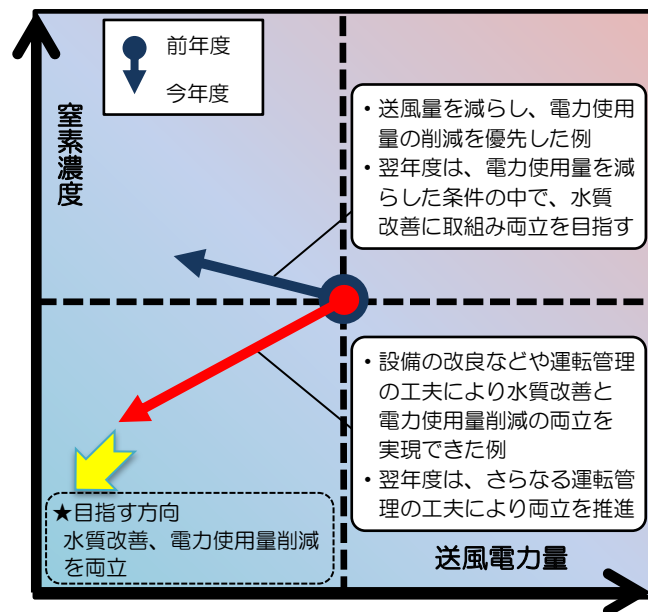 前年度
今年度
窒素濃度
・送風量を減らし、電力使用
量の削減を優先した例
・翌年度は、電力使用量を減
らした条件の中で、水質
改善に取組み両立を目指す
・設備の改良などや運転管理
の工夫により水質改善と
電力使用量削減の両立を
実現できた例
・翌年度は、さらなる運転管
理の工夫により両立を推進
★目指す方向
水質改善、電力使用量削減
を両立
送風電力量